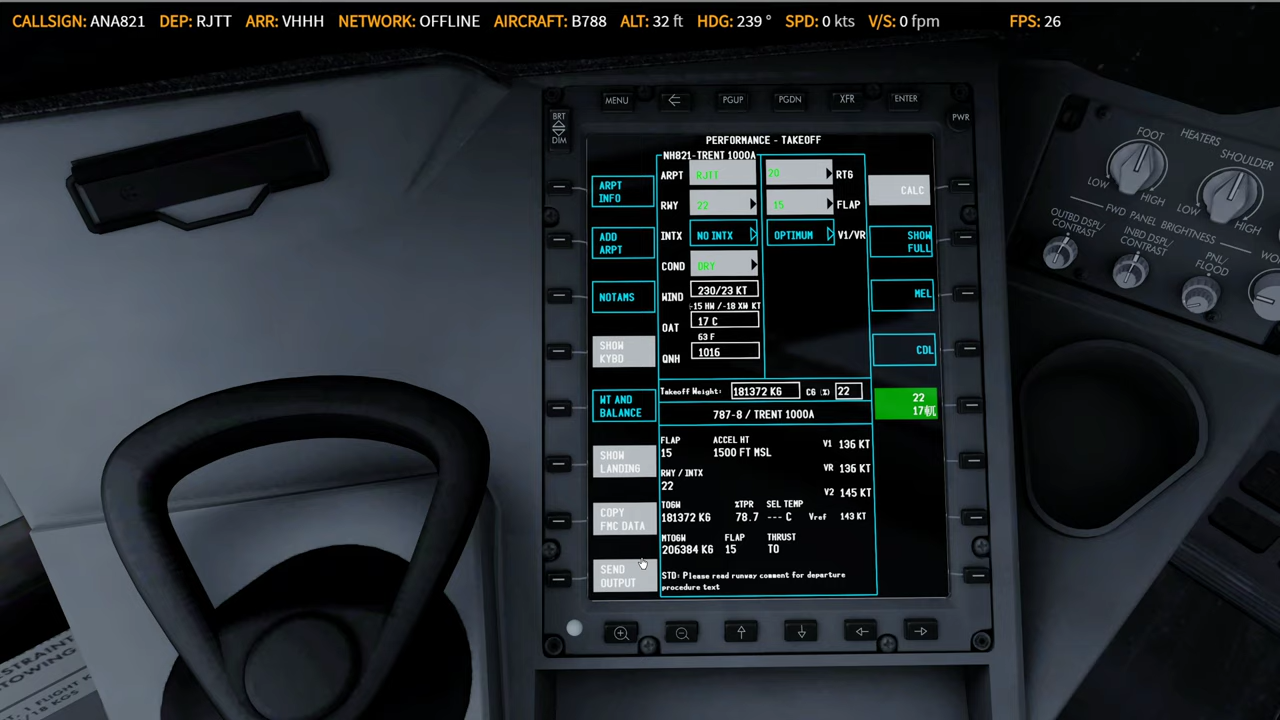 CALLSIGN: ANA821 DEP: RJTT ARR: VHHH NETWORK: OFFLINE AIRCRAFT: B788 ALT: 32 ft HDG: 239 ° SPD: 0 kts V/S: 0 fpm FPS: 26
MENU PGUP PGDN XFR ENTER
BRT
DIM
PWR
PERFORMANCE - TAKEOFF
NH821-TRENT 1000A
ARPT
INFO
ARPT RJTT 20 RTG
CALC
RWY 22 15 FLAP
ADD
ARPT
INTX NO INTX OPTIMUM V1/VR
SHOW
FULL
COND DRY
NOTAMS
WIND 230/23 KT
MEL
-15 HW /-18 XW KT
OAT 17 C
63 F
SHOW
KYBD
QNH 1016
CDL
WT AND
BALANCE
Takeoff Weight: 181372 KG CG (%) 22
22
787-8 / TRENT 1000A
FLAP ACCEL HT V1 136 KT
15 1500 FT MSL
SHOW
LANDING
RWY / INTX VR 136 KT
22
V2 145 KT
COPY
FMC DATA
TOGW %TPR SEL TEMP
181372 KG 78.7 --- C Vref 143 KT
MTOGW FLAP THRUST
206384 KG 15 TO
SEND
OUTPUT
STD: Please read runway comment for departure
procedure text
FOOT HEATERS SHOULDER
LOW HIGH LOW HIGH
FWD PANEL BRIGHTNESS
OUTBD DSPL/
CONTRAST
INBD DSPL/
CONTRAST
PNL/
FLOOD